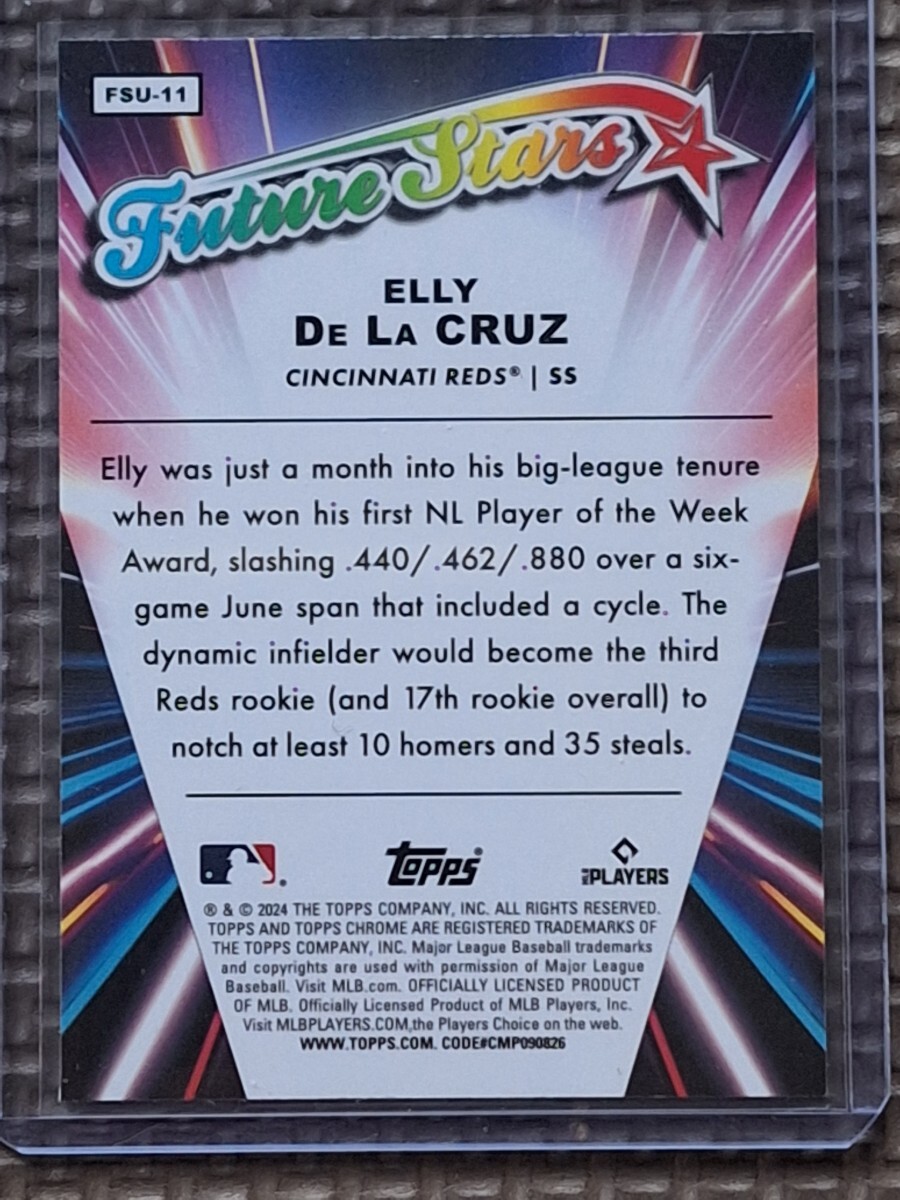 FSU-11
Future Stars
ELLY
DE LA CRUZ
CINCINNATI REDS® | SS
Elly was just a month into his big-league tenure
when he won his first NL Player of the Week
Award, slashing .440/.462/.880 over a six-
game June span that included a cycle. The
dynamic infielder would become the third
Reds rookie (and 17th rookie overall) to
notch at least 10 homers and 35 steals.
topps®
MLB PLAYERS
® & © 2024 THE TOPPS COMPANY, INC. ALL RIGHTS RESERVED.
TOPPS AND TOPPS CHROME ARE REGISTERED TRADEMARKS OF
THE TOPPS COMPANY, INC. Major League Baseball trademarks
and copyrights are used with permission of Major League
Baseball. Visit MLB.com. OFFICIALLY LICENSED PRODUCT
OF MLB. Officially Licensed Product of MLB Players, Inc.
Visit MLBPLAYERS.COM,the Players Choice on the web.
WWW.TOPPS.COM. CODE#CMP090826